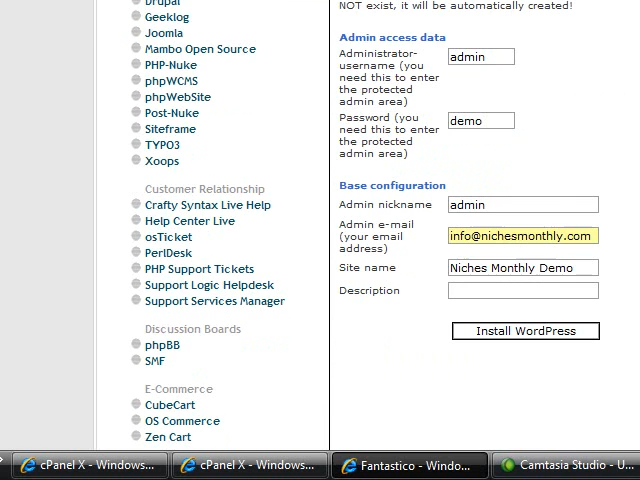 Drupal
Geeklog
Joomla
Mambo Open Source
PHP-Nuke
phpWCMS
phpWebSite
Post-Nuke
Siteframe
TYPO3
Xoops
Customer Relationship
Crafty Syntax Live Help
Help Center Live
osTicket
PerlDesk
PHP Support Tickets
Support Logic Helpdesk
Support Services Manager
Discussion Boards
phpBB
SMF
E-Commerce
CubeCart
OS Commerce
Zen Cart
NOT exist, it will be automatically created!
Admin access data
Administrator-
username (you
need this to enter
the protected
admin area)
admin
Password (you
need this to enter
the protected
admin area)
demo
Base configuration
Admin nickname
admin
Admin e-mail
(your email
address)
info@nichesmonthly.com
Site name
Niches Monthly Demo
Description
Install WordPress
cPanel X - Windows...
cPanel X - Windows...
Fantastico - Windo...
Camtasia Studio - U...